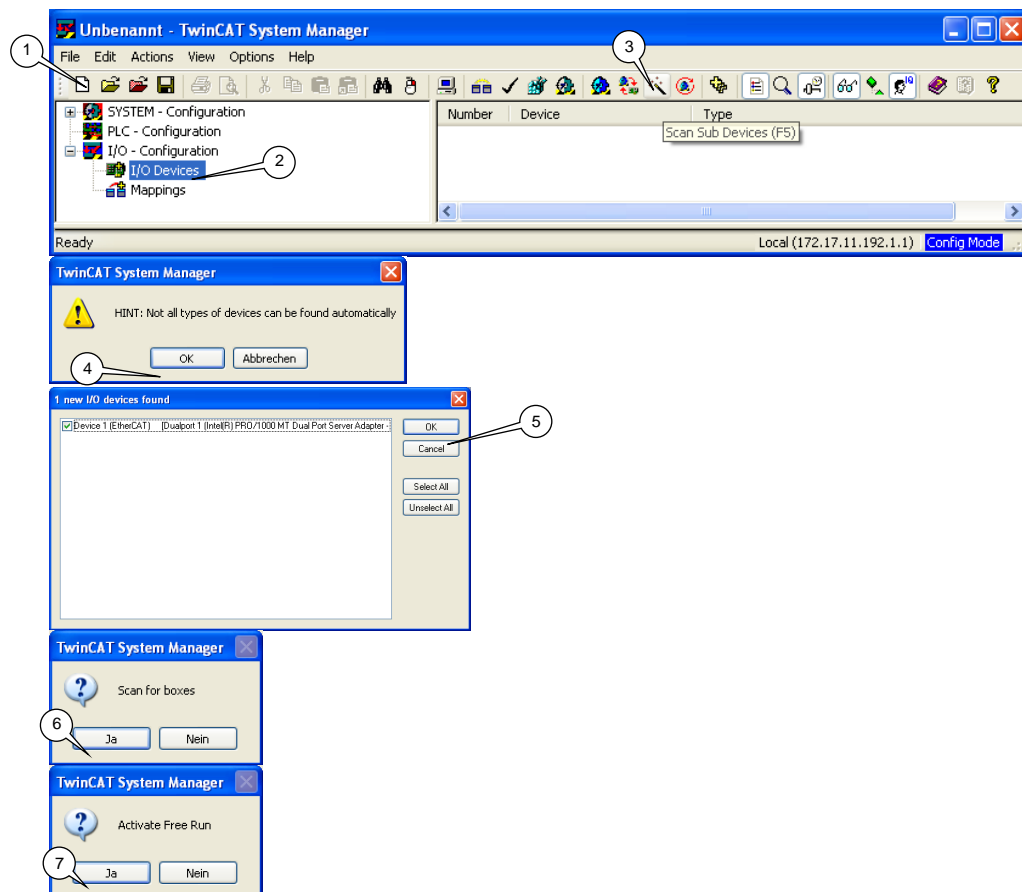 Unbenannt - TwinCAT System Manager
1
3
File Edit Actions View Options Help
SYSTEM - Configuration
PLC - Configuration
I/O - Configuration
I/O Devices
2
Mappings
Number Device Type
Scan Sub Devices (F5)
Ready Local (172.17.11.192.1.1) Config Mode
TwinCAT System Manager
HINT: Not all types of devices can be found automatically
OK Abbrechen
4
1 new I/O devices found
Device 1 (EtherCAT) [Dualport 1 (Intel(R) PRO/1000 MT Dual Port Server Adapter -
OK
5
Cancel
Select All
Unselect All
TwinCAT System Manager
Scan for boxes
6
Ja Nein
TwinCAT System Manager
Activate Free Run
7
Ja Nein